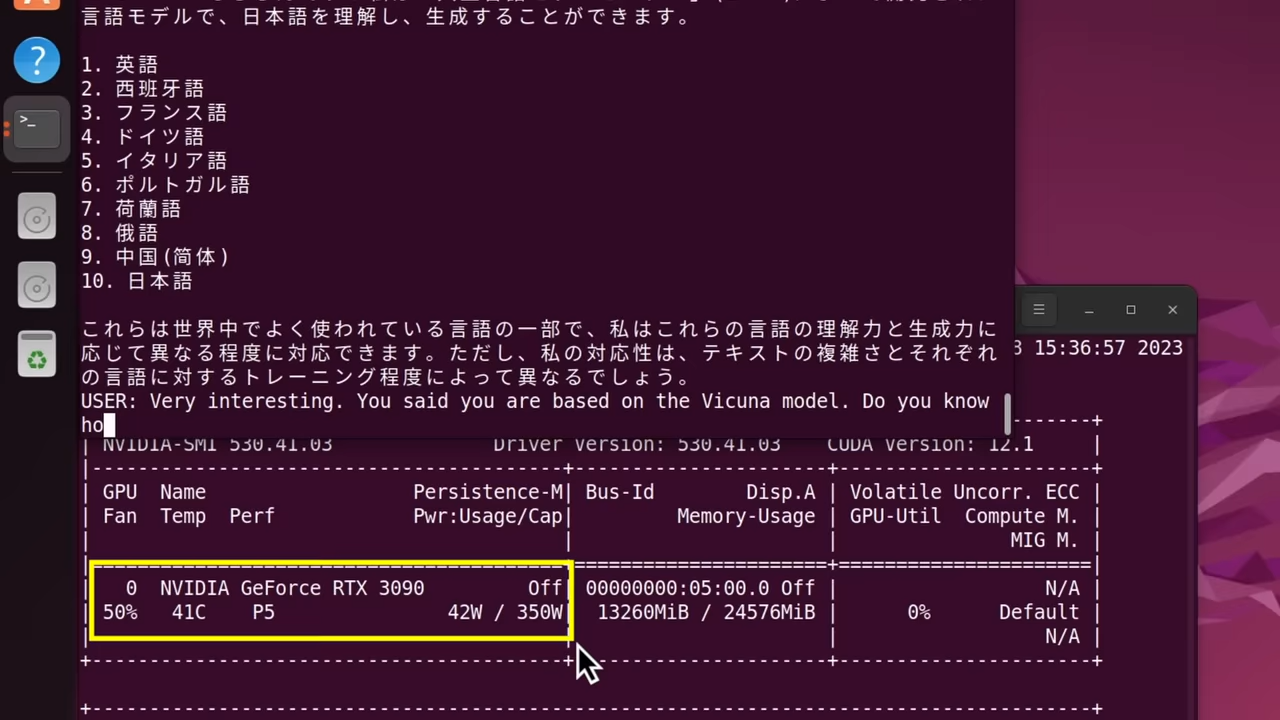 言語モデルで、日本語を理解し、生成することができます。
1. 英語
2. 西班牙語
3. フランス語
4. ドイツ語
5. イタリア語
6. ポルトガル語
7. 荷蘭語
8. 俄語
9. 中国(简体)
10. 日本語
これらは世界中でよく使われている言語の一部で、私はこれらの言語の理解力と生成力に
応じて異なる程度に対応できます。ただし、私の対応性は、テキストの複雑さとそれぞれ
の言語に対するトレーニング程度によって異なるでしょう。
USER: Very interesting. You said you are based on the Vicuna model. Do you know
ho
15:36:57 2023
NVIDIA-SMI 530.41.03 Driver Version: 530.41.03 CUDA Version: 12.1
GPU Name Persistence-M| Bus-Id Disp.A | Volatile Uncorr. ECC |
Fan Temp Perf Pwr:Usage/Cap| Memory-Usage | GPU-Util Compute M. |
MIG M. |
0 NVIDIA GeForce RTX 3090 Off| 00000000:05:00.0 Off | N/A |
50% 41C P5 42W / 350W| 13260MiB / 24576MiB | 0% Default |
N/A |